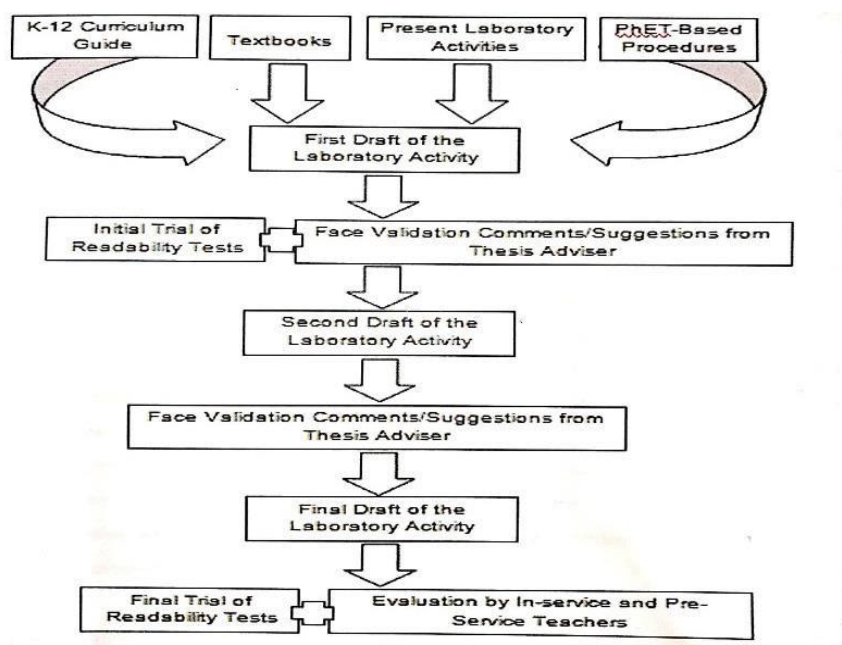 K-12 Curriculum
Guide
Textbooks
Present Laboratory
Activities
PhET-Based
Procedures
First Draft of the
Laboratory Activity
Initial Trial of
Readability Tests
Face Validation Comments/Suggestions from
Thesis Adviser
Second Draft of the
Laboratory Activity
Face Validation Comments/Suggestions from
Thesis Adviser
Final Draft of the
Laboratory Activity
Final Trial of
Readability Tests
Evaluation by In-service and Pre-
Service Teachers